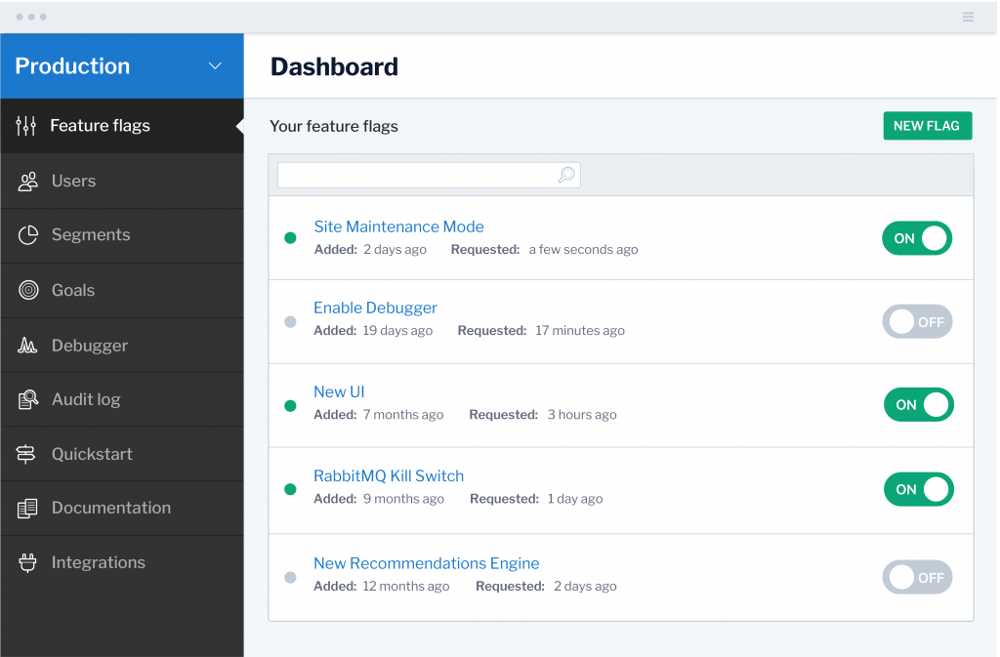 Production
Dashboard
Feature flags
Users
Segments
Goals
Debugger
Audit log
Quickstart
Documentation
Integrations
Your feature flags
NEW FLAG
Site Maintenance Mode
Added: 2 days ago Requested: a few seconds ago
ON
Enable Debugger
Added: 19 days ago Requested: 17 minutes ago
OFF
New UI
Added: 7 months ago Requested: 3 hours ago
ON
RabbitMQ Kill Switch
Added: 9 months ago Requested: 1 day ago
ON
New Recommendations Engine
Added: 12 months ago Requested: 2 days ago
OFF